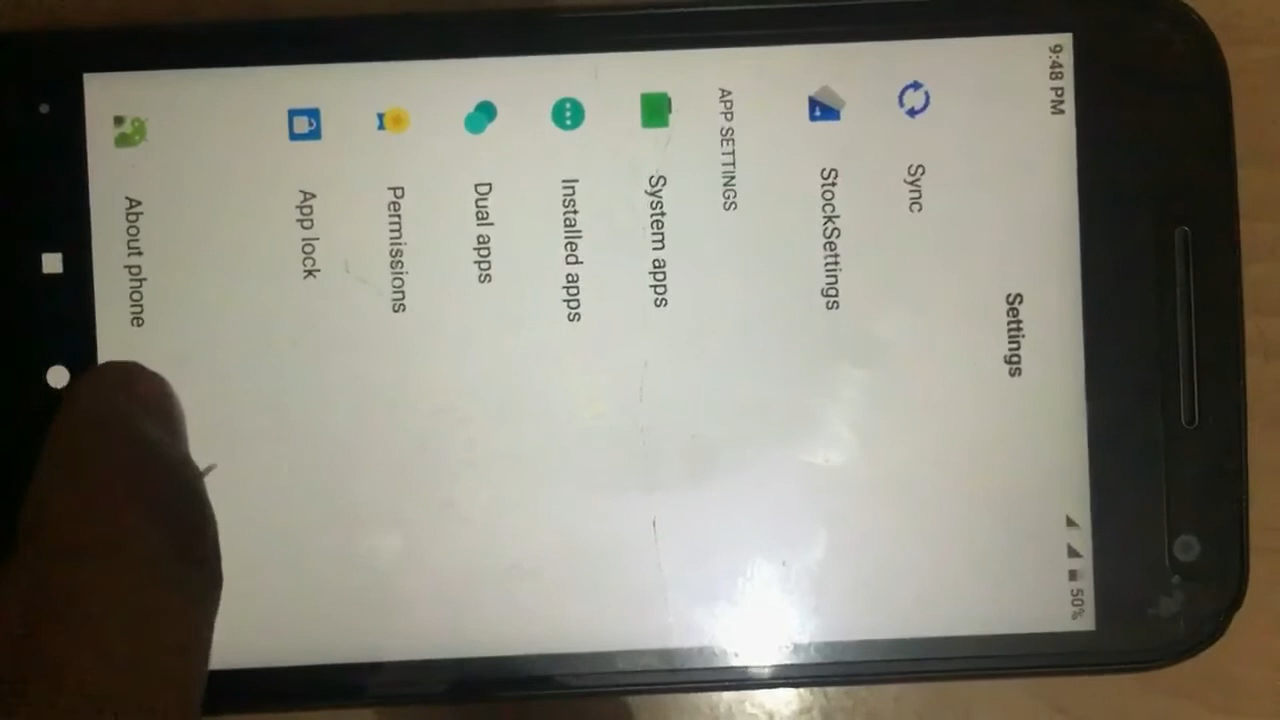 9:48 PM
50%
Settings
Sync
StockSettings
APP SETTINGS
System apps
Installed apps
Dual apps
Permissions
App lock
About phone